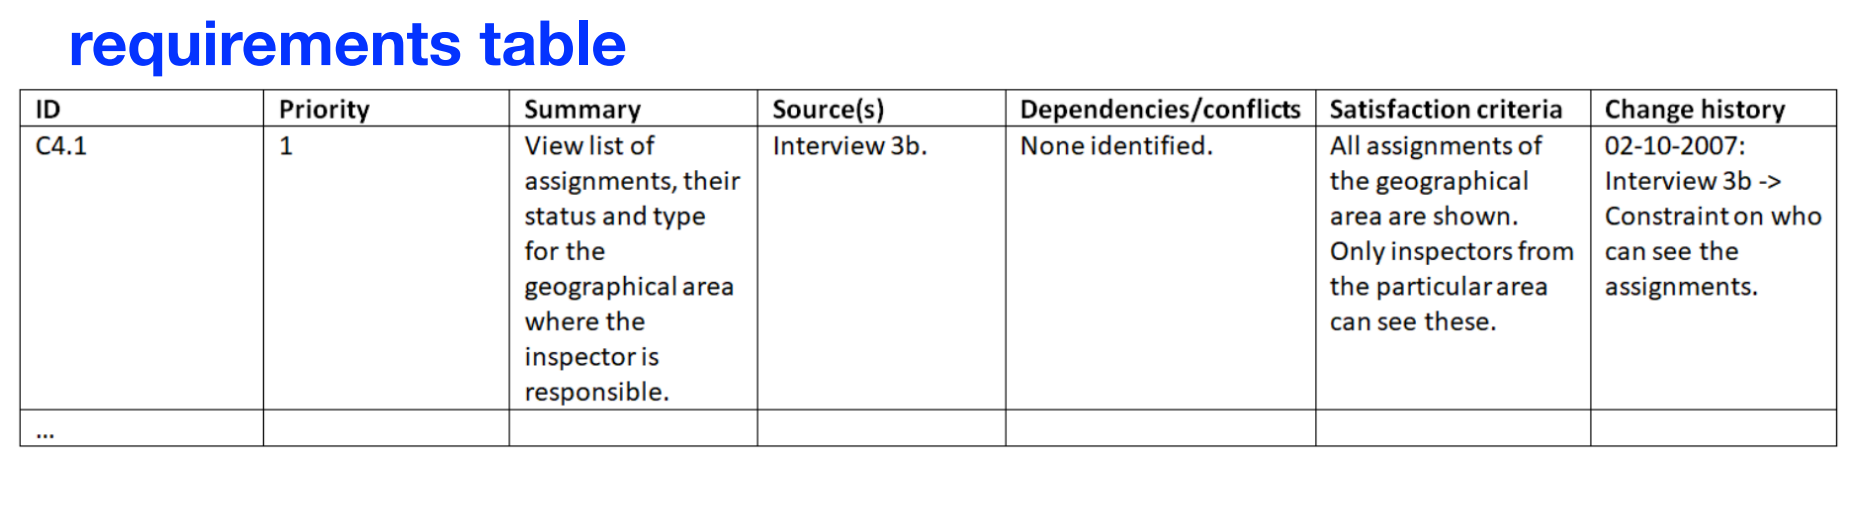 requirements table
ID
Priority
Summary
Source(s)
Dependencies/conflicts
Satisfaction criteria
Change history
C4.1
1
View list of
assignments, their
status and type
for the
geographical area
where the
inspector is
responsible.
Interview 3b.
None identified.
All assignments of
the geographical
area are shown.
Only inspectors from
the particular area
can see these.
02-10-2007:
Interview 3b ->
Constraint on who
can see the
assignments.
...